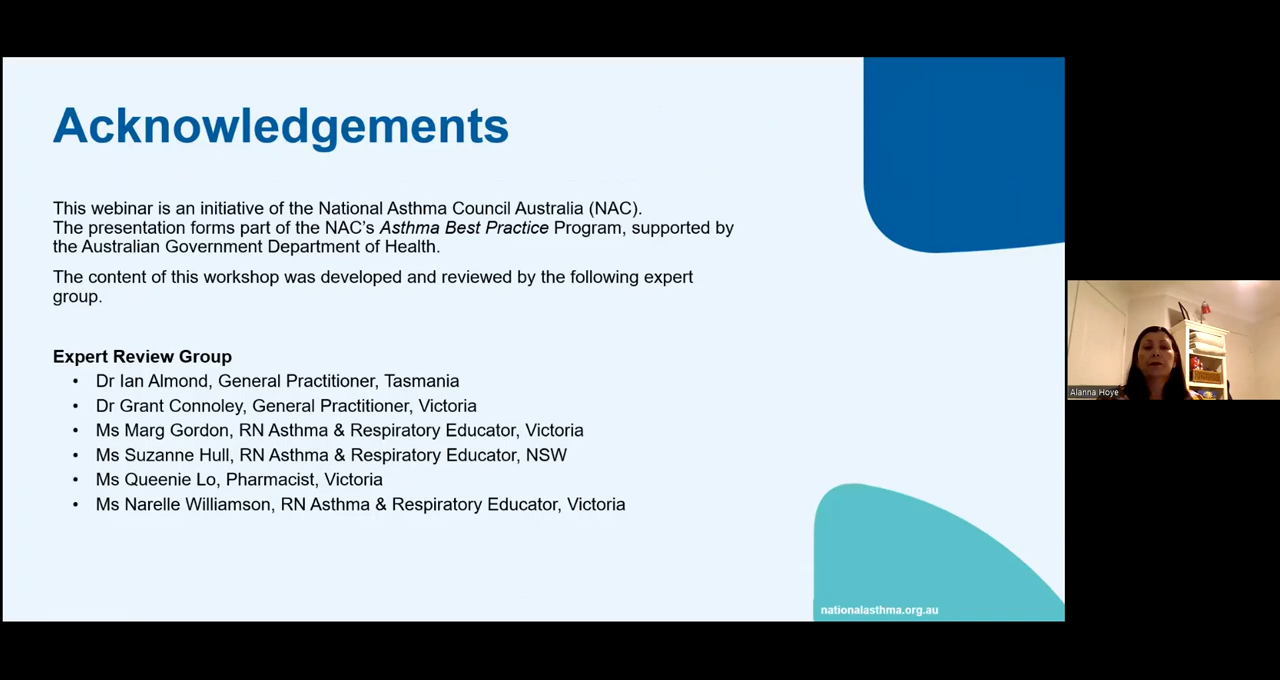 Acknowledgements
This webinar is an initiative of the National Asthma Council Australia (NAC).
The presentation forms part of the NAC’s Asthma Best Practice Program, supported by
the Australian Government Department of Health.
The content of this workshop was developed and reviewed by the following expert
group.
Expert Review Group
• Dr Ian Almond, General Practitioner, Tasmania
• Dr Grant Connoley, General Practitioner, Victoria
• Ms Marg Gordon, RN Asthma & Respiratory Educator, Victoria
• Ms Suzanne Hull, RN Asthma & Respiratory Educator, NSW
• Ms Queenie Lo, Pharmacist, Victoria
• Ms Narelle Williamson, RN Asthma & Respiratory Educator, Victoria
nationalasthma.org.au
Alanna Hoye